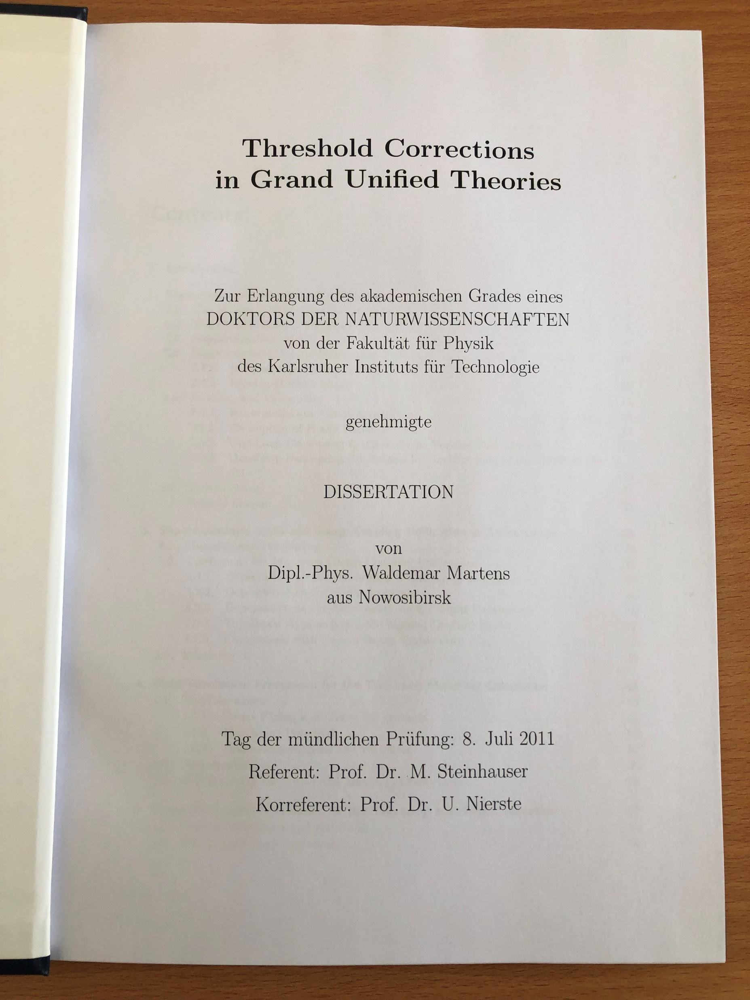 Threshold Corrections
in Grand Unified Theories
Zur Erlangung des akademischen Grades eines
DOKTORS DER NATURWISSENSCHAFTEN
von der Fakultät für Physik
des Karlsruher Instituts für Technologie
genehmigte
DISSERTATION
von
Dipl.-Phys. Waldemar Martens
aus Nowosibirsk
Tag der mündlichen Prüfung: 8. Juli 2011
Referent: Prof. Dr. M. Steinhauser
Korreferent: Prof. Dr. U. Nierste